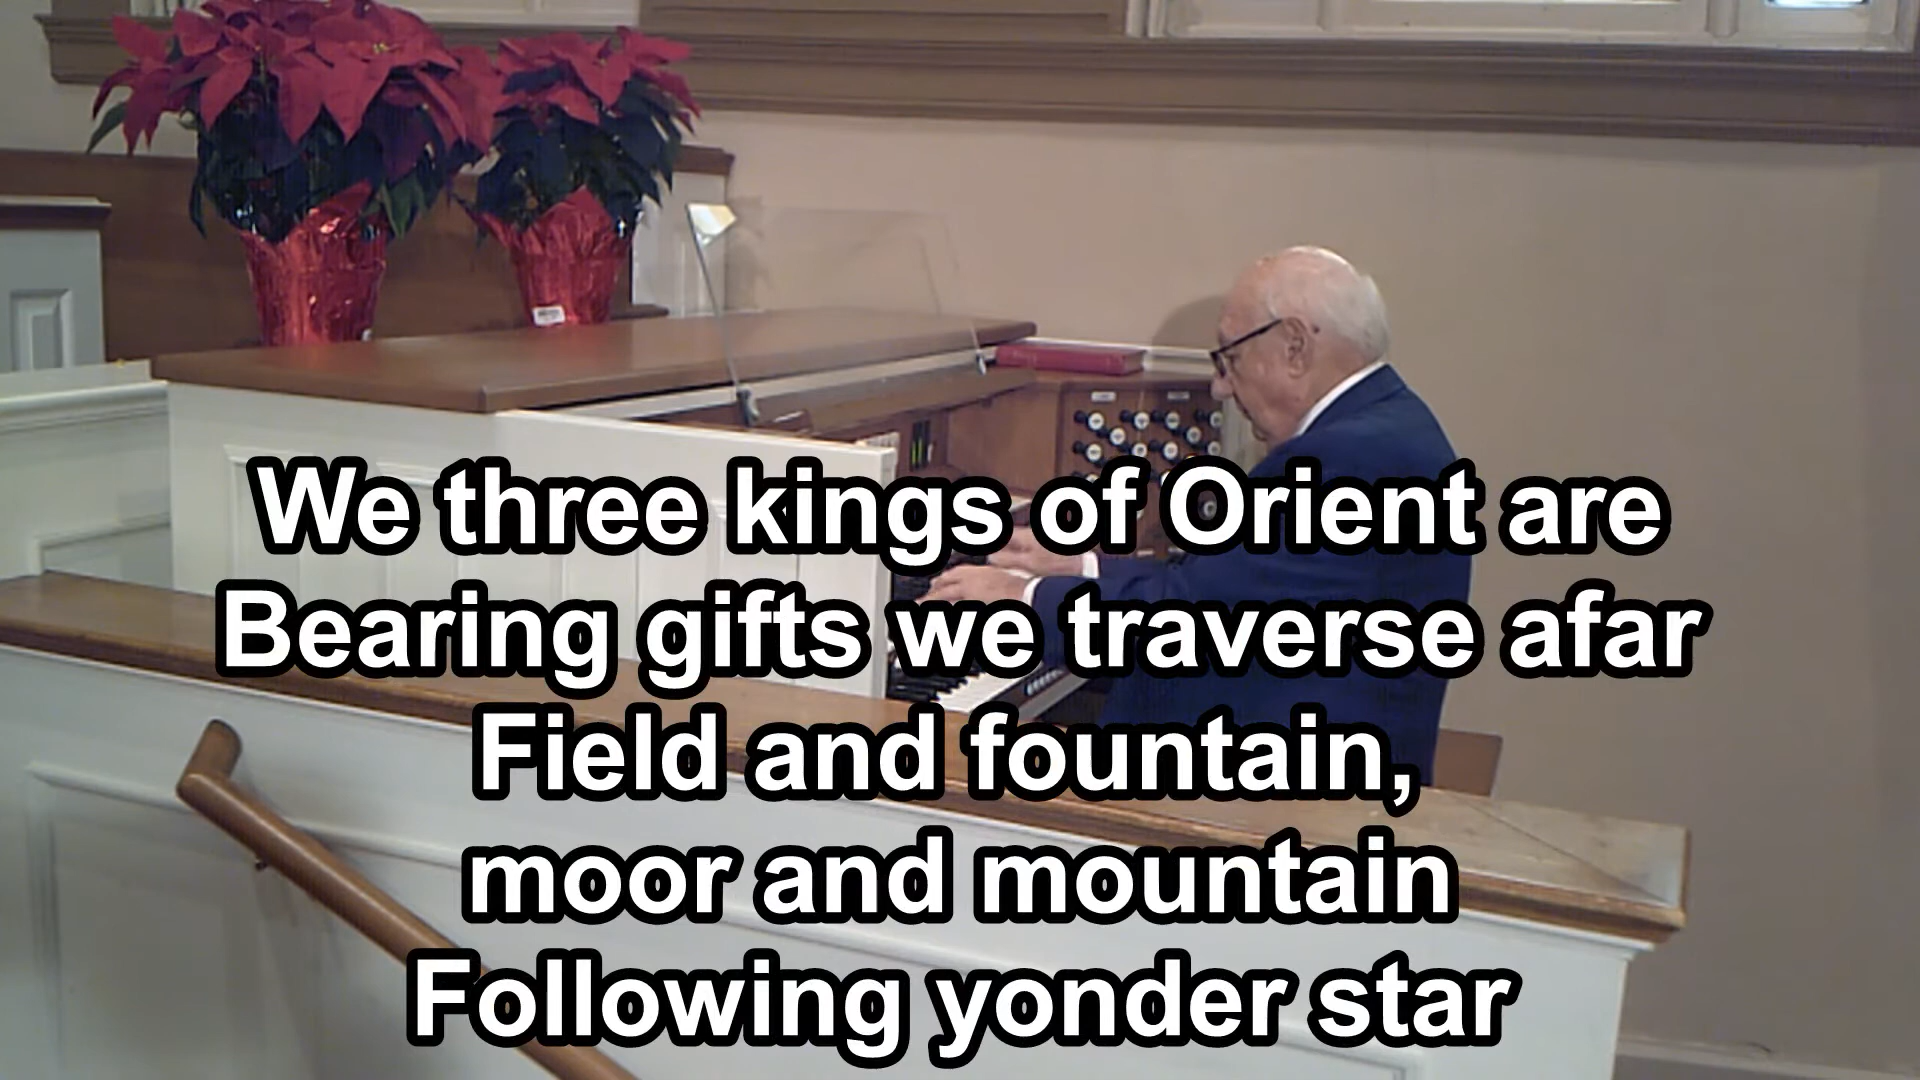 We three kings of Orient are
Bearing gifts we traverse afar
Field and fountain,
moor and mountain
Following yonder star